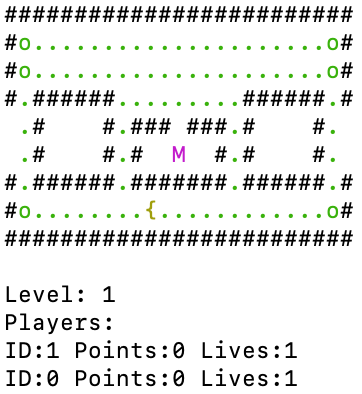 #########################
#o.....................o#
#o.....................o#
#.######.........######.#
 .#    #.### ###.#    #.
 .#    #.#  M  #.#    #.
#.######.#######.######.#
#o........{............o#
#########################
Level: 1
Players:
ID:1 Points:0 Lives:1
ID:0 Points:0 Lives:1